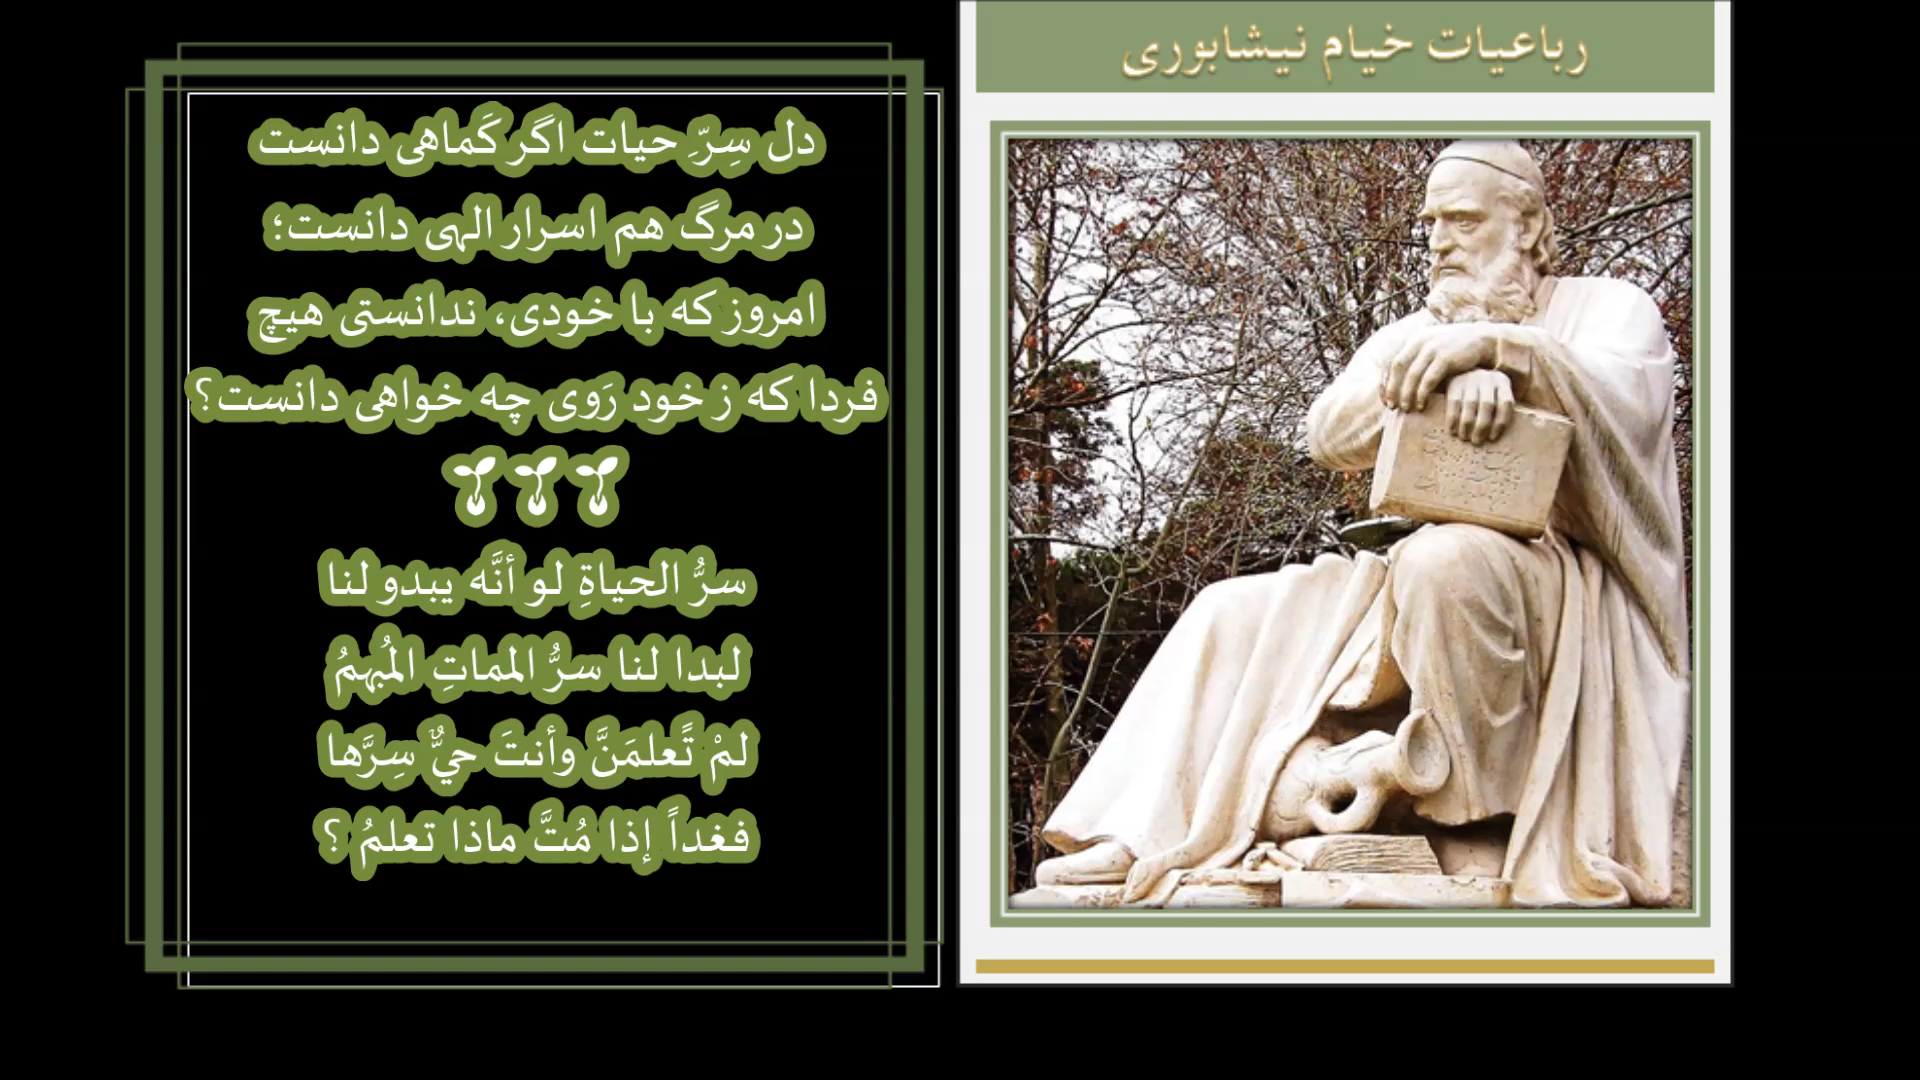 رباعیات خیام نیشابوری
دل سِرِّ حیات اگر کَماهی دانست
در مرگ هم اسرار الهی دانست؛
امروز که با خودی، ندانستی هیچ
فردا که ز خود رَوی چه خواهی دانست؟
سرُّ الحياةِ لو أنَّه يبدو لنا
لبدا لنا سرُّ المماتِ المُبهمُ
لمْ تًعلمَنَّ وأنتَ حيٌّ سِرَّها
فغداً إذا مُتَّ ماذا تعلمُ ؟